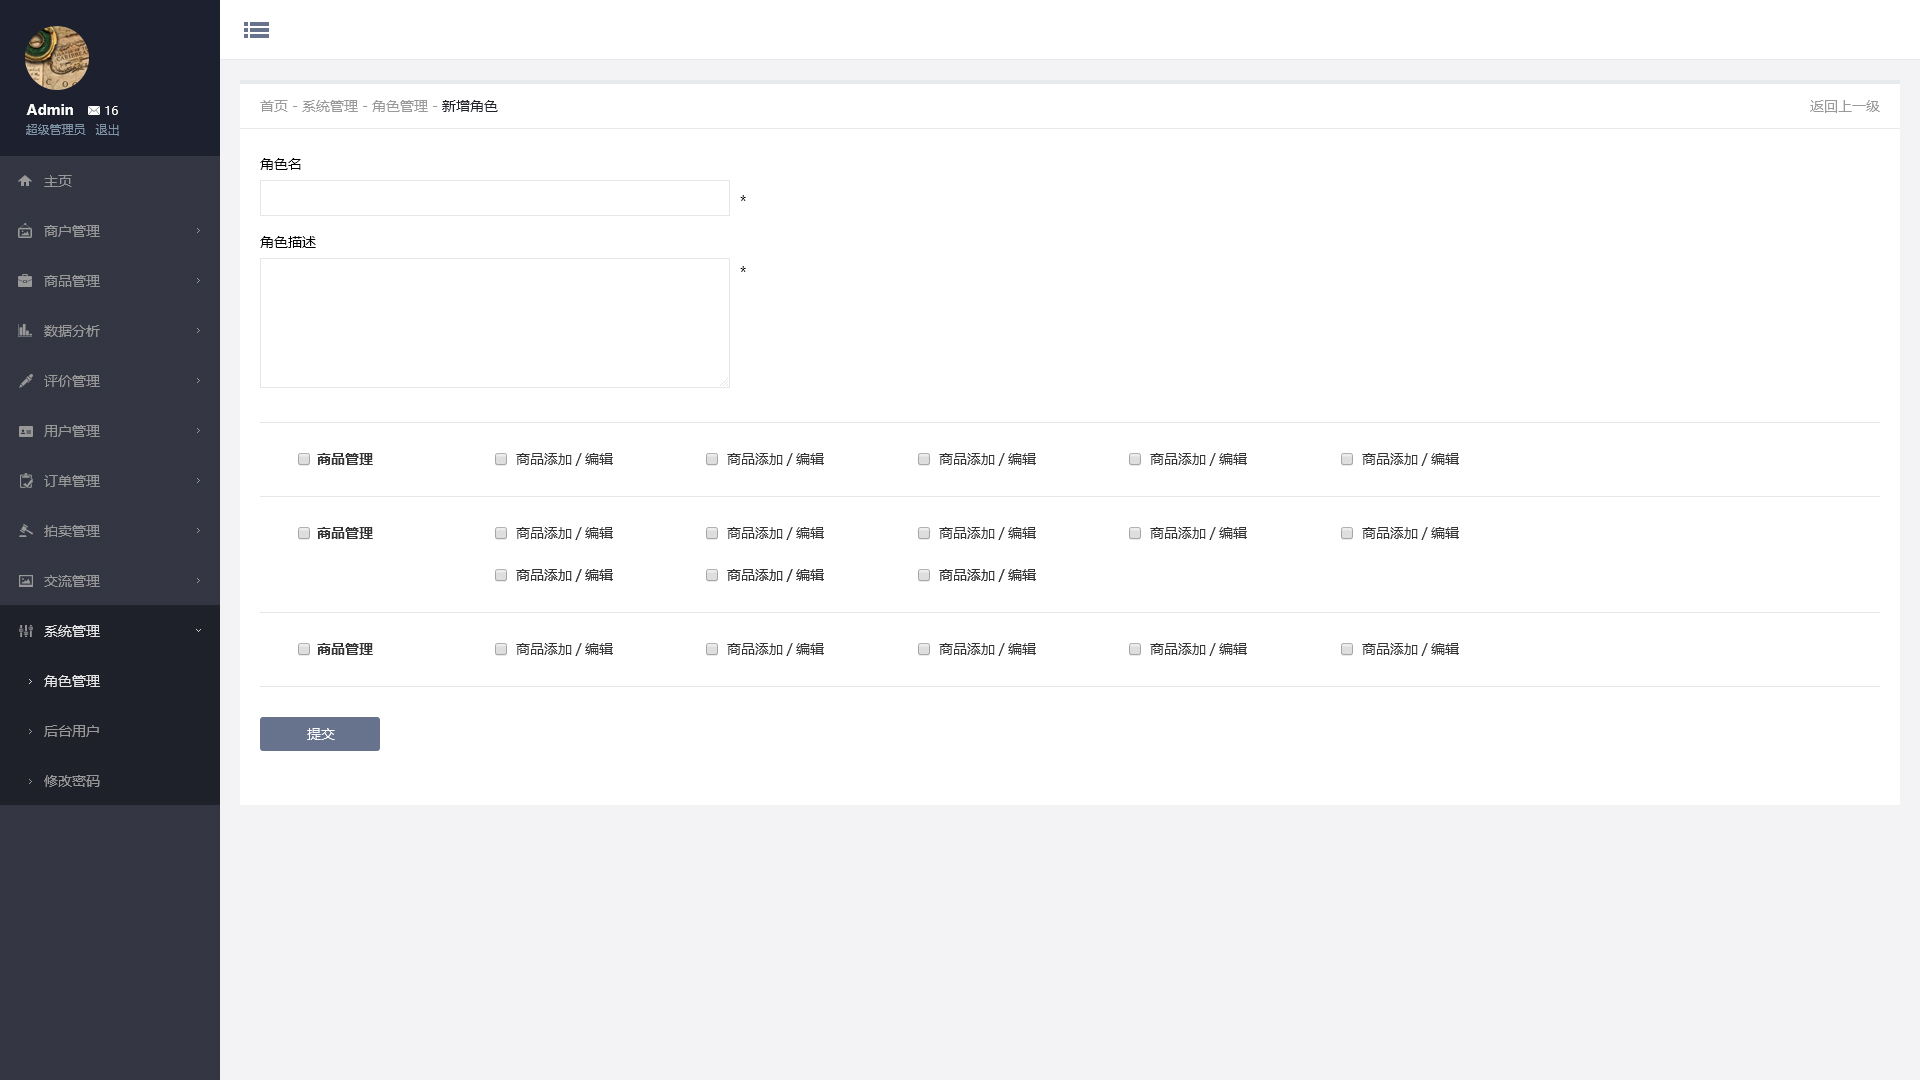 Admin 16
超级管理员 退出
主页
商户管理
商品管理
数据分析
评价管理
用户管理
订单管理
拍卖管理
交流管理
系统管理
角色管理
后台用户
修改密码
首页 - 系统管理 - 角色管理 - 新增角色 返回上一级
角色名
*
角色描述
*
商品管理 商品添加 / 编辑 商品添加 / 编辑 商品添加 / 编辑 商品添加 / 编辑 商品添加 / 编辑
商品管理 商品添加 / 编辑 商品添加 / 编辑 商品添加 / 编辑 商品添加 / 编辑 商品添加 / 编辑
商品添加 / 编辑 商品添加 / 编辑 商品添加 / 编辑
商品管理 商品添加 / 编辑 商品添加 / 编辑 商品添加 / 编辑 商品添加 / 编辑 商品添加 / 编辑
提交